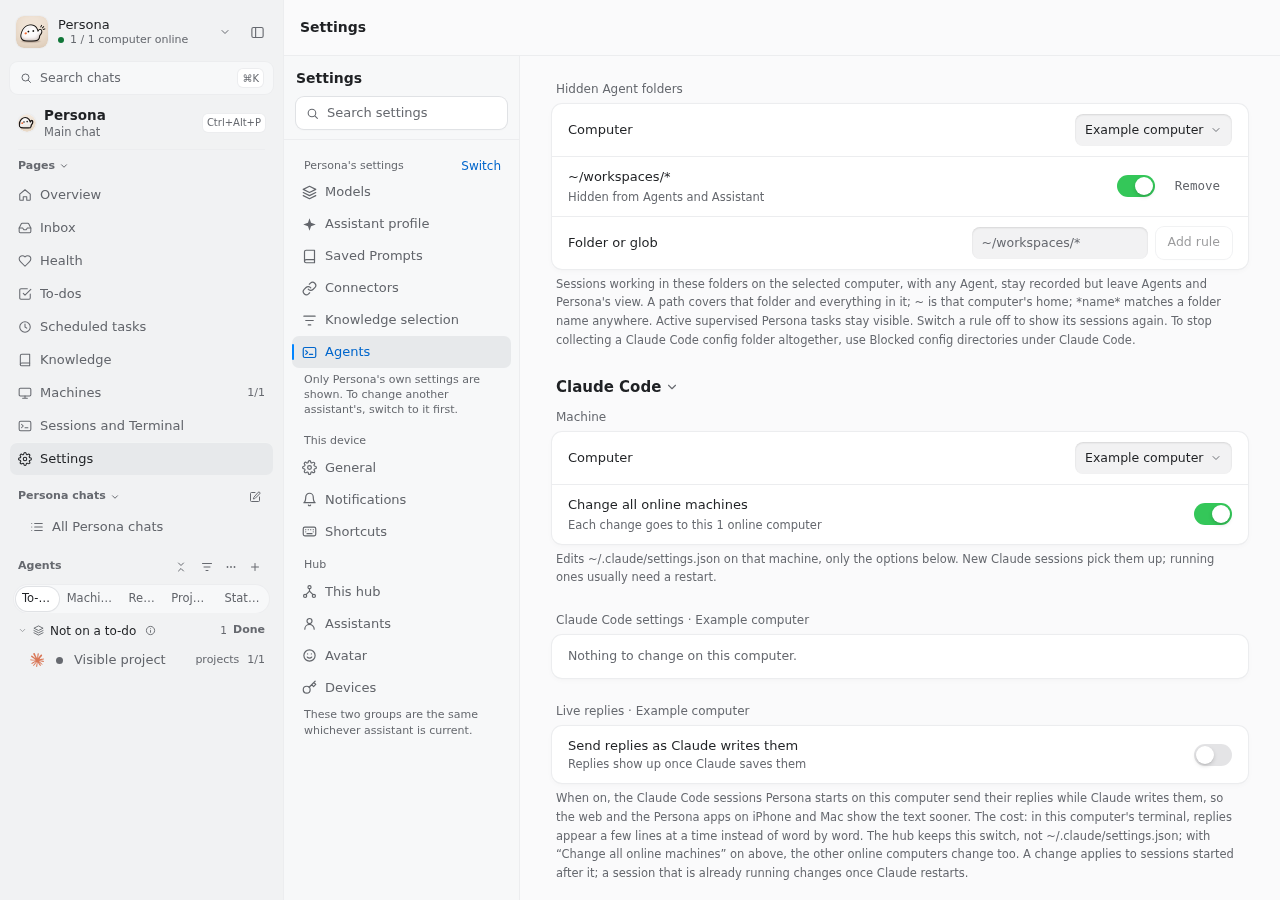 Persona
1 / 1 computer online
Search chats
⌘K
Persona
Main chat
Ctrl+Alt+P
Pages
Overview
Inbox
Health
To-dos
Scheduled tasks
Knowledge
Machines 1/1
Sessions and Terminal
Settings
Persona chats
All Persona chats
Agents
To-… Machi… Re… Proj… Stat…
Not on a to-do 1 Done
Visible project projects 1/1
Settings
Settings
Search settings
Persona's settings Switch
Models
Assistant profile
Saved Prompts
Connectors
Knowledge selection
Agents
Only Persona's own settings are
shown. To change another
assistant's, switch to it first.
This device
General
Notifications
Shortcuts
Hub
This hub
Assistants
Avatar
Devices
These two groups are the same
whichever assistant is current.
Hidden Agent folders
Computer Example computer
~/workspaces/*
Hidden from Agents and Assistant
Remove
Folder or glob ~/workspaces/* Add rule
Sessions working in these folders on the selected computer, with any Agent, stay recorded but leave Agents and
Persona's view. A path covers that folder and everything in it; ~ is that computer's home; *name* matches a folder
name anywhere. Active supervised Persona tasks stay visible. Switch a rule off to show its sessions again. To stop
collecting a Claude Code config folder altogether, use Blocked config directories under Claude Code.
Claude Code
Machine
Computer Example computer
Change all online machines
Each change goes to this 1 online computer
Edits ~/.claude/settings.json on that machine, only the options below. New Claude sessions pick them up; running
ones usually need a restart.
Claude Code settings · Example computer
Nothing to change on this computer.
Live replies · Example computer
Send replies as Claude writes them
Replies show up once Claude saves them
When on, the Claude Code sessions Persona starts on this computer send their replies while Claude writes them, so
the web and the Persona apps on iPhone and Mac show the text sooner. The cost: in this computer's terminal, replies
appear a few lines at a time instead of word by word. The hub keeps this switch, not ~/.claude/settings.json; with
“Change all online machines” on above, the other online computers change too. A change applies to sessions started
after it; a session that is already running changes once Claude restarts.